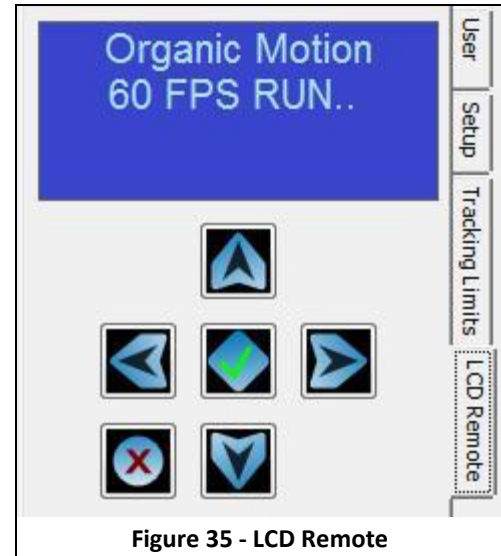 Organic Motion
60 FPS RUN..
User
Setup
Tracking Limits
LCD Remote
X
Figure 35 - LCD Remote